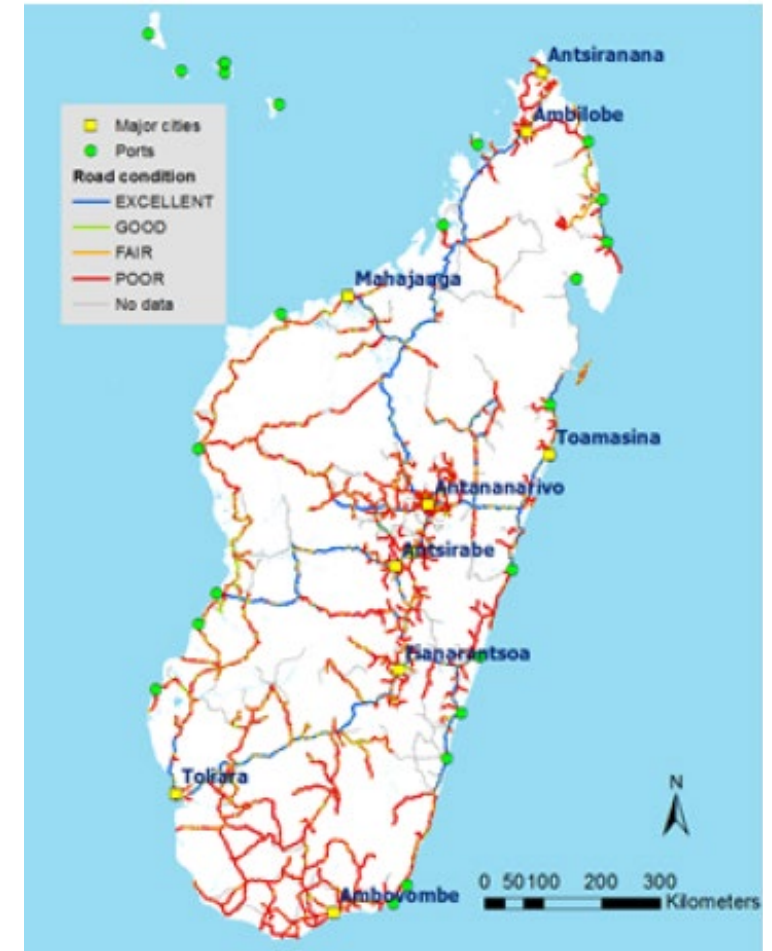 Antsiranana
Ambilobe
Major cities
Ports
Road condition
EXCELLENT
GOOD
FAIR
POOR
No data
Mahajanga
Toamasina
Antananarivo
Antsirabe
Fianarantsoa
Toliara
N
Ambovombe
0 50 100 200 300
Kilometers